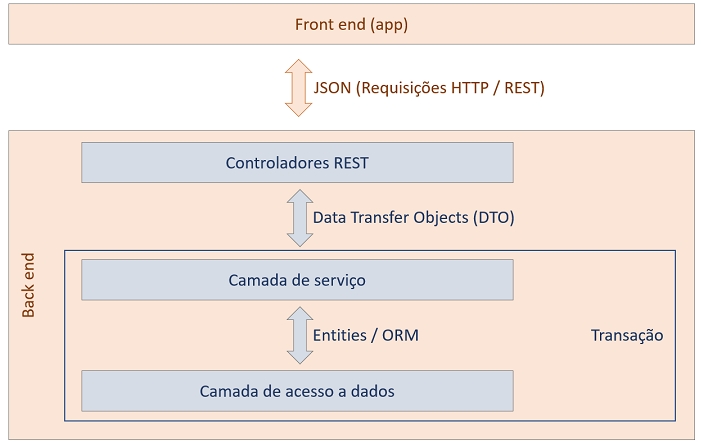 Front end (app)
JSON (Requisições HTTP / REST)
Controladores REST
Data Transfer Objects (DTO)
Back end
Camada de serviço
Entities / ORM
Transação
Camada de acesso a dados